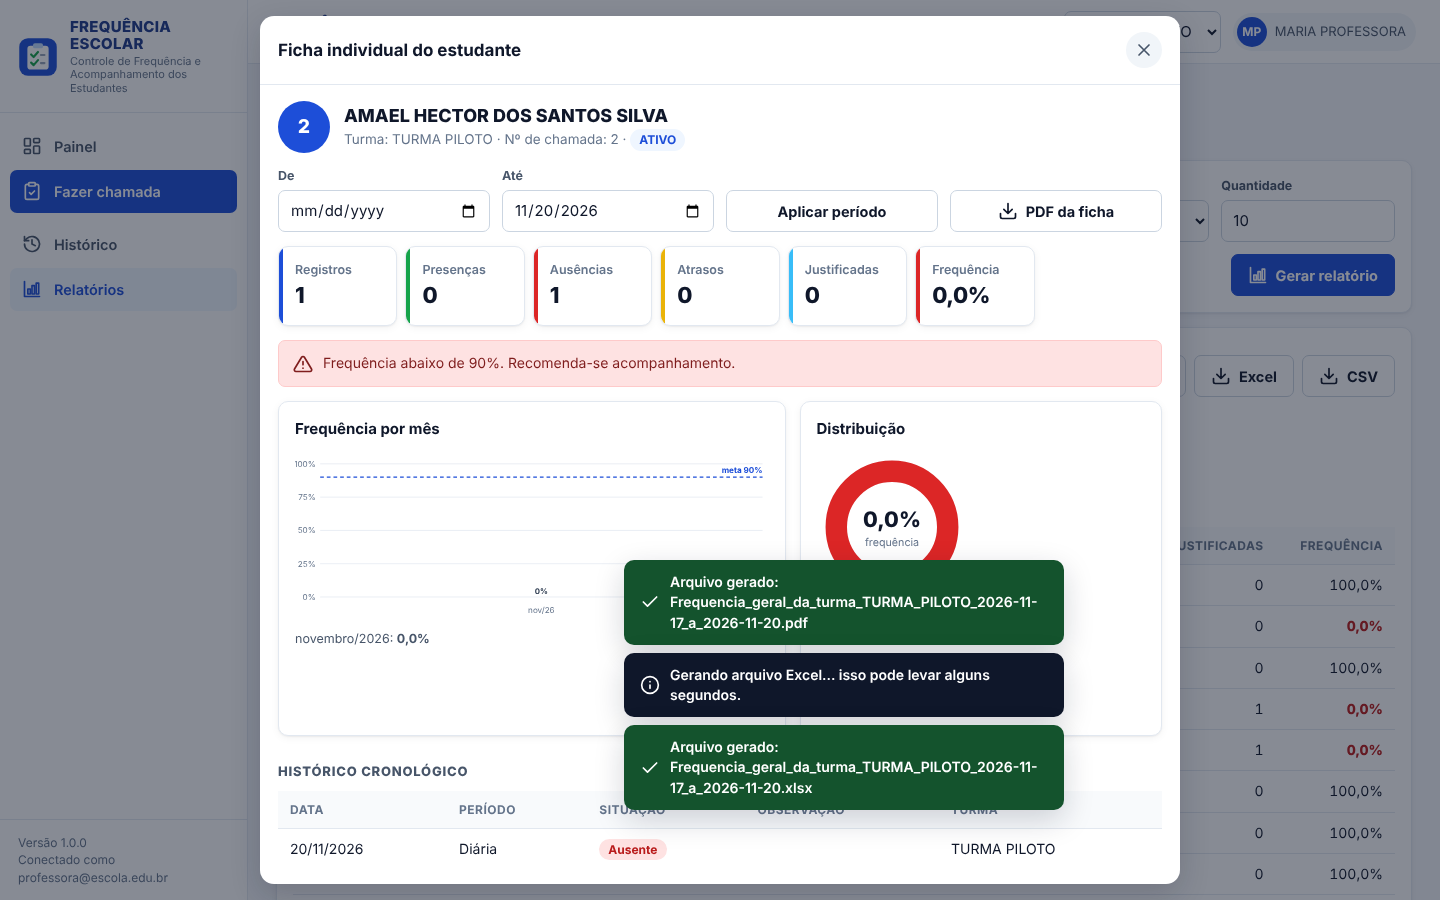 FREQUÊNCIA
ESCOLAR
Controle de Frequência e
Acompanhamento dos
Estudantes
Painel
Fazer chamada
Histórico
Relatórios
Versão 1.0.0
Conectado como
professora@escola.edu.br
MP MARIA PROFESSORA
Quantidade
10
Gerar relatório
Excel
CSV
JUSTIFICADAS FREQUÊNCIA
0 100,0%
0 0,0%
0 100,0%
1 0,0%
1 0,0%
0 100,0%
0 100,0%
0 100,0%
Ficha individual do estudante
2
AMAEL HECTOR DOS SANTOS SILVA
Turma: TURMA PILOTO · Nº de chamada: 2 · ATIVO
De
Até
mm/dd/yyyy
11/20/2026
Aplicar período
PDF da ficha
Registros
1
Presenças
0
Ausências
1
Atrasos
0
Justificadas
0
Frequência
0,0%
Frequência abaixo de 90%. Recomenda-se acompanhamento.
Frequência por mês
100%
meta 90%
75%
50%
25%
0%
0%
nov/26
novembro/2026: 0,0%
Distribuição
0,0%
frequência
Arquivo gerado:
Frequencia_geral_da_turma_TURMA_PILOTO_2026-11-
17_a_2026-11-20.pdf
Gerando arquivo Excel... isso pode levar alguns
segundos.
Arquivo gerado:
Frequencia_geral_da_turma_TURMA_PILOTO_2026-11-
17_a_2026-11-20.xlsx
HISTÓRICO CRONOLÓGICO
DATA PERÍODO SITUAÇÃO OBSERVAÇÃO TURMA
20/11/2026 Diária Ausente TURMA PILOTO